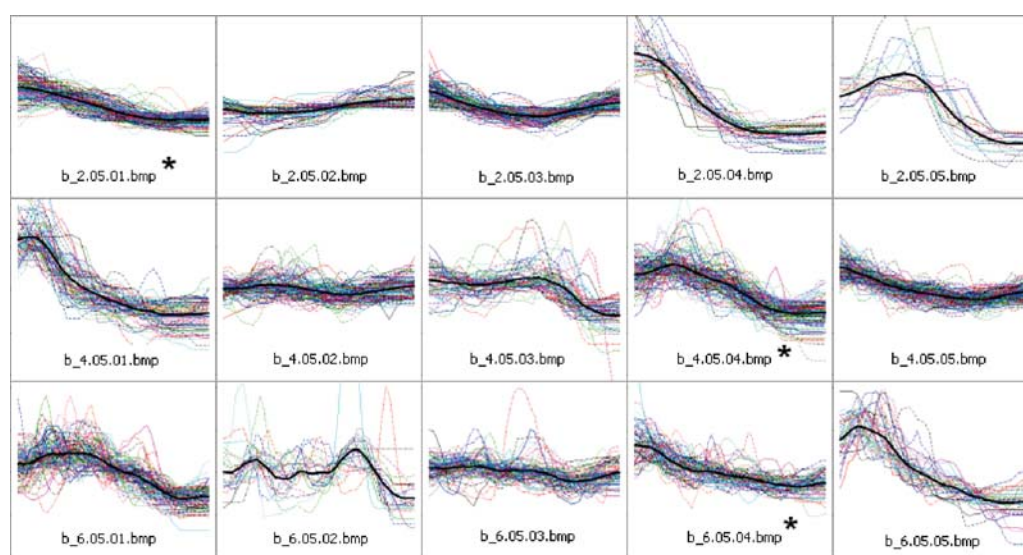 b_2.05.01.bmp *
b_2.05.02.bmp
b_2.05.03.bmp
b_2.05.04.bmp
b_2.05.05.bmp
b_4.05.01.bmp
b_4.05.02.bmp
b_4.05.03.bmp
b_4.05.04.bmp *
b_4.05.05.bmp
b_6.05.01.bmp
b_6.05.02.bmp
b_6.05.03.bmp
b_6.05.04.bmp *
b_6.05.05.bmp